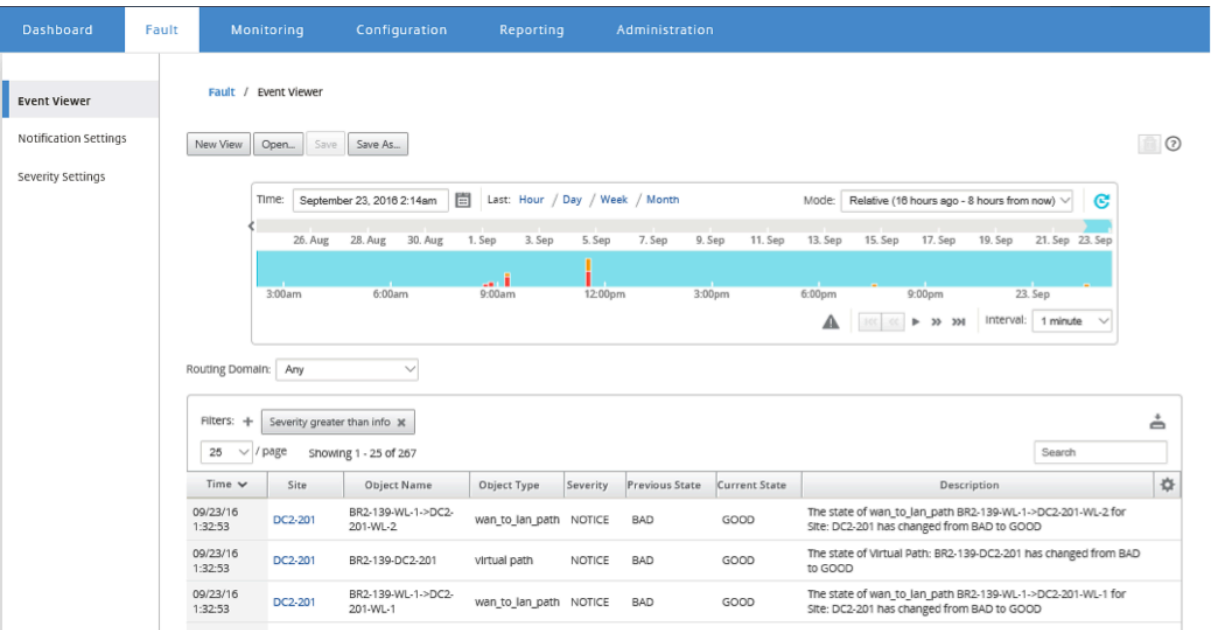 Dashboard Fault Monitoring Configuration Reporting Administration
Event Viewer
Notification Settings
Severity Settings
Fault / Event Viewer
New View Open... Save Save As...
Time: September 23, 2016 2:14am Last: Hour / Day / Week / Month Mode: Relative (16 hours ago - 8 hours from now)
26. Aug 28. Aug 30. Aug 1. Sep 3. Sep 5. Sep 7. Sep 9. Sep 11. Sep 13. Sep 15. Sep 17. Sep 19. Sep 21. Sep 23. Sep
3:00am 6:00am 9:00am 12:00pm 3:00pm 6:00pm 9:00pm 23. Sep
Interval: 1 minute
Routing Domain: Any
Filters: + Severity greater than info ✖
25 / page Showing 1 - 25 of 267 Search
Time Site Object Name Object Type Severity Previous State Current State Description
09/23/16
1:32:53
DC2-201
BR2-139-WL-1->DC2-
201-WL-2
wan_to_lan_path NOTICE BAD GOOD
The state of wan_to_lan_path BR2-139-WL-1->DC2-201-WL-2 for
Site: DC2-201 has changed from BAD to GOOD
09/23/16
1:32:53
DC2-201 BR2-139-DC2-201 virtual path NOTICE BAD GOOD
The state of Virtual Path: BR2-139-DC2-201 has changed from BAD
to GOOD
09/23/16
1:32:53
DC2-201
BR2-139-WL-1->DC2-
201-WL-1
wan_to_lan_path NOTICE BAD GOOD
The state of wan_to_lan_path BR2-139-WL-1->DC2-201-WL-1 for
Site: DC2-201 has changed from BAD to GOOD